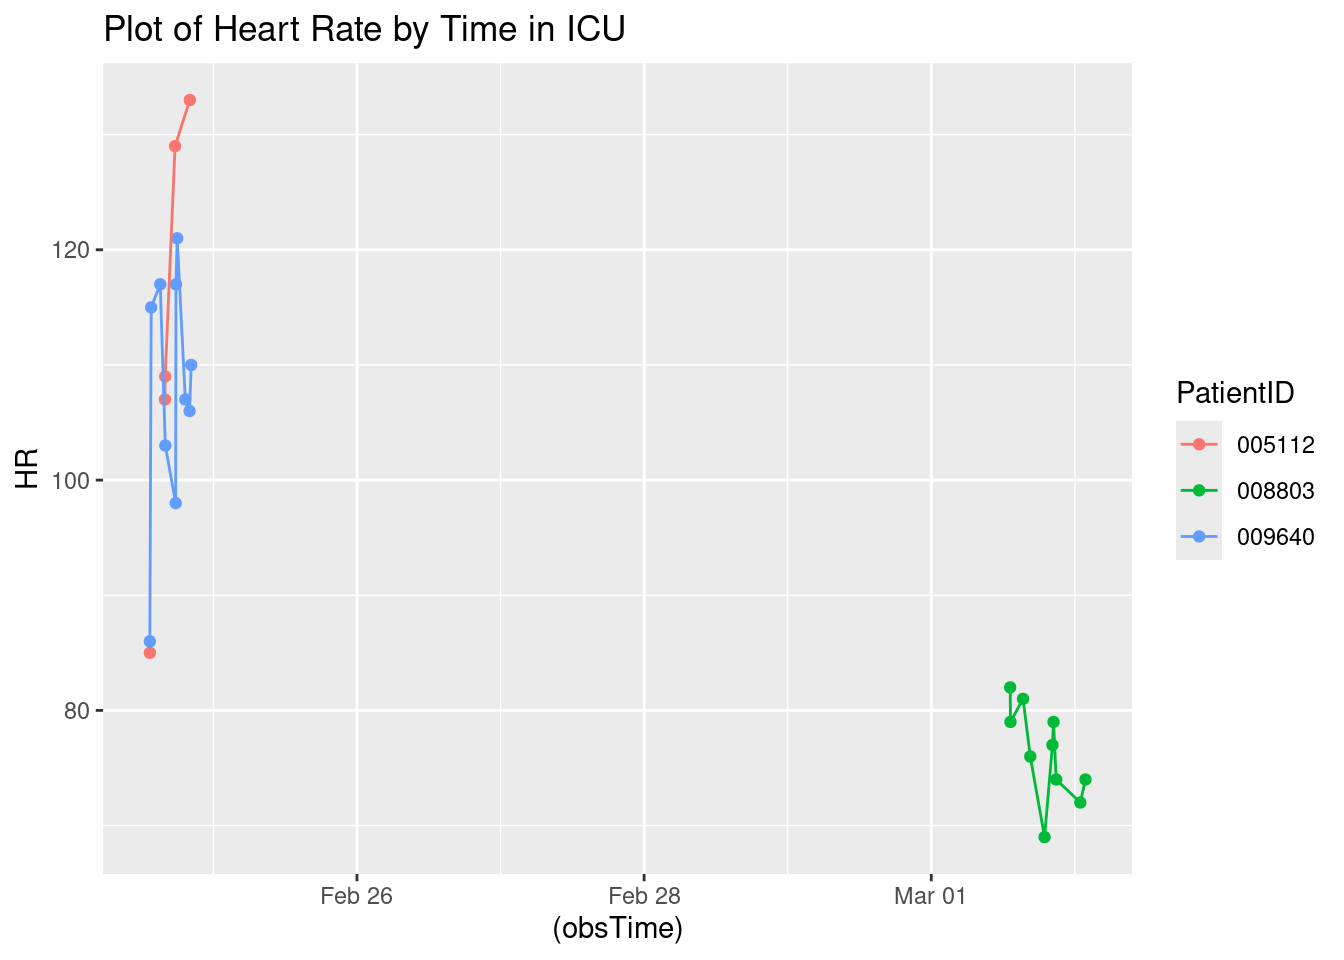 Plot of Heart Rate by Time in ICU
120
100
80
HR
Feb 26
Feb 28
Mar 01
(obsTime)
PatientID
005112
008803
009640